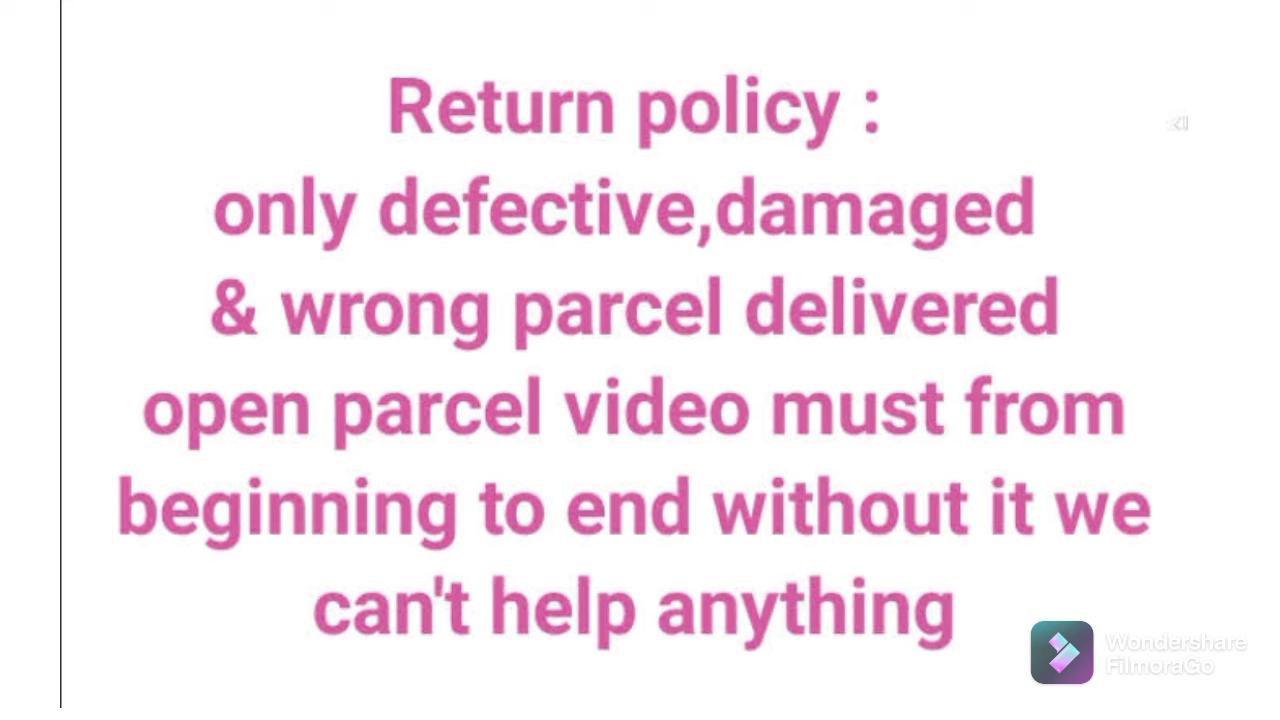 Return policy :
only defective,damaged
& wrong parcel delivered
open parcel video must from
beginning to end without it we
can't help anything
Wondershare
FilmoraGo